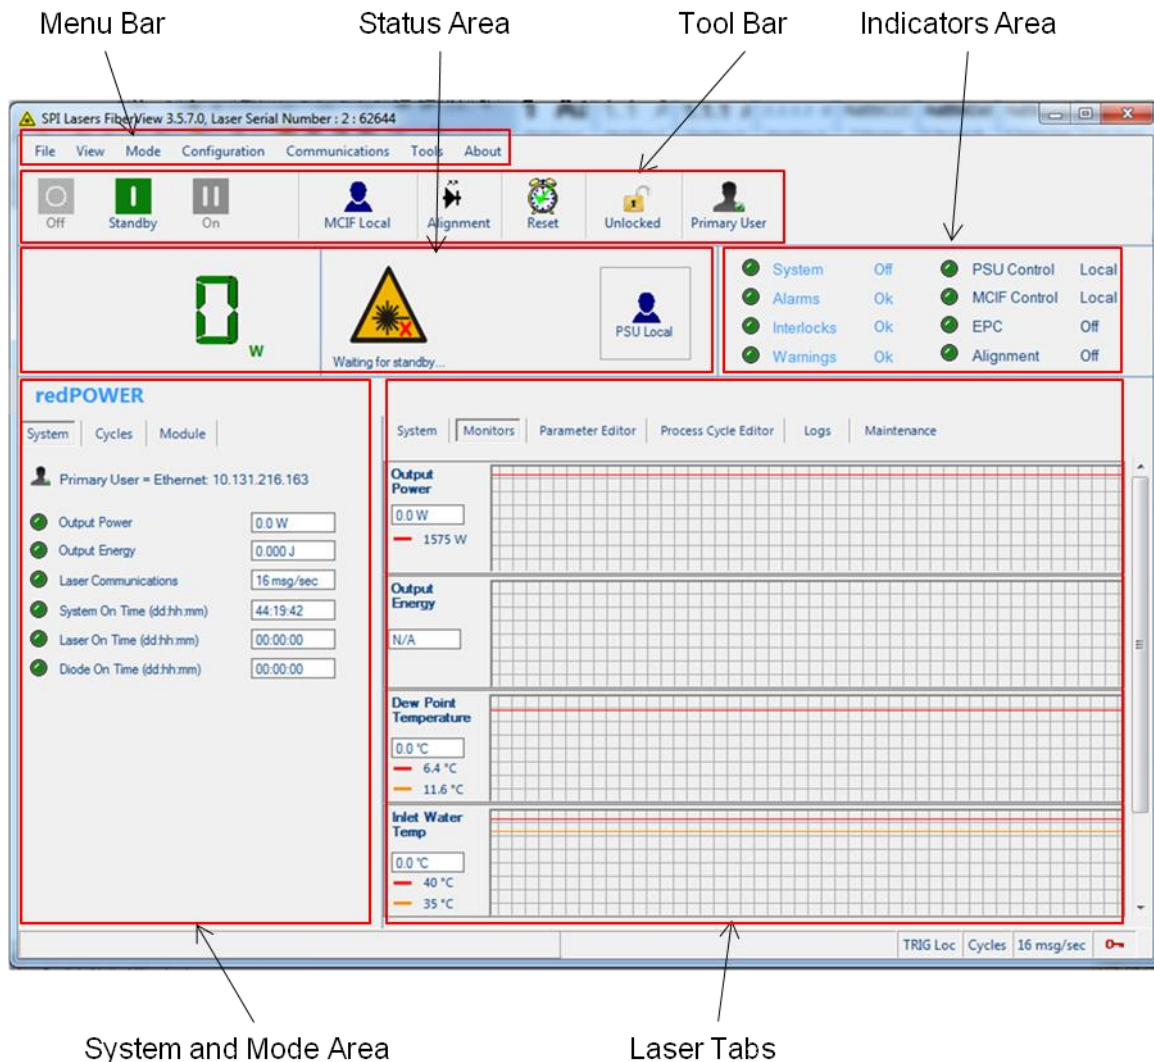 Menu Bar Status Area Tool Bar Indicators Area
SPI Lasers FiberView 3.5.7.0, Laser Serial Number : 2 : 62644
File View Mode Configuration Communications Tools About
Off Standby On MCIF Local Alignment Reset Unlocked Primary User
0 W
Waiting for standby...
PSU Local
System Off PSU Control Local
Alarms Ok MCIF Control Local
Interlocks Ok EPC Off
Warnings Ok Alignment Off
redPOWER
System Cycles Module
Primary User = Ethernet: 10.131.216.163
Output Power 0.0 W
Output Energy 0.000 J
Laser Communications 16 msg/sec
System On Time (dd:hh:mm) 44:19:42
Laser On Time (dd:hh:mm) 00:00:00
Diode On Time (dd:hh:mm) 00:00:00
System Monitors Parameter Editor Process Cycle Editor Logs Maintenance
Output
Power
0.0 W
1575 W
Output
Energy
N/A
Dew Point
Temperature
0.0 °C
6.4 °C
11.6 °C
Inlet Water
Temp
0.0 °C
40 °C
35 °C
TRIG Loc Cycles 16 msg/sec
System and Mode Area Laser Tabs